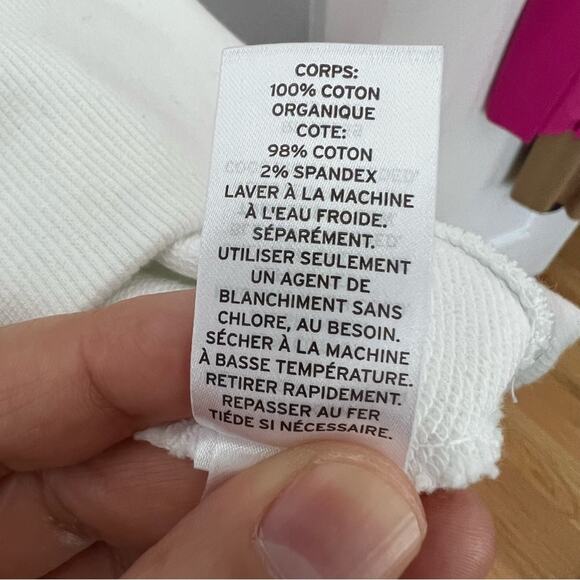 CORPS:
100% COTON
ORGANIQUE
COTE:
98% COTON
2% SPANDEX
LAVER À LA MACHINE
À L'EAU FROIDE.
SÉPARÉMENT.
UTILISER SEULEMENT
UN AGENT DE
BLANCHIMENT SANS
CHLORE, AU BESOIN.
SÉCHER À LA MACHINE
À BASSE TEMPÉRATURE.
RETIRER RAPIDEMENT.
REPASSER AU FER
TIÉDE SI NÉCESSAIRE.